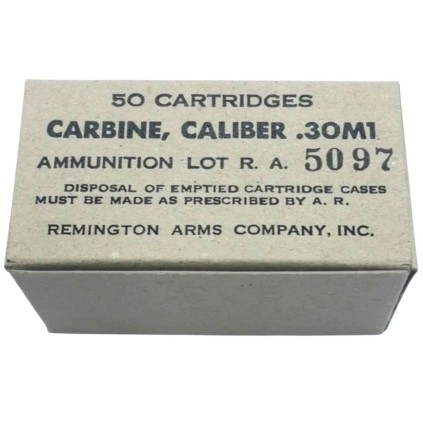 50 CARTRIDGES
CARBINE, CALIBER .30M1
AMMUNITION LOT R. A. 5097
DISPOSAL OF EMPTIED CARTRIDGE CASES
MUST BE MADE AS PRESCRIBED BY A. R.
REMINGTON ARMS COMPANY, INC.